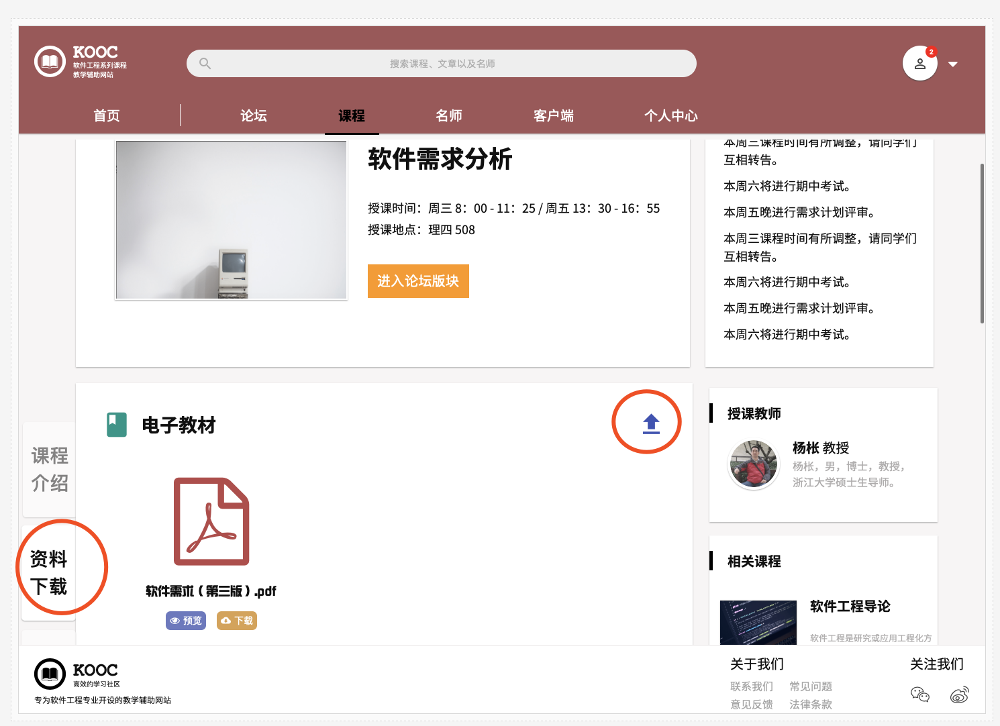 KOOC
软件工程系列课程
教学辅助网站
搜索课程、文章以及名师
2
首页
论坛
课程
名师
客户端
个人中心
软件需求分析
授课时间：周三 8：00 - 11：25 / 周五 13：30 - 16：55
授课地点：理四 508
进入论坛版块
本周三课程时间有所调整，请同学们
互相转告。
本周六将进行期中考试。
本周五晚进行需求计划评审。
本周三课程时间有所调整，请同学们
互相转告。
本周六将进行期中考试。
本周五晚进行需求计划评审。
本周六将进行期中考试。
课程
介绍
资料
下载
电子教材
软件需求（第三版）.pdf
预览
下载
授课教师
杨枨 教授
杨枨，男，博士，教授，
浙江大学硕士生导师。
相关课程
软件工程导论
软件工程是研究或应用工程化方
KOOC
高效的学习社区
专为软件工程专业开设的教学辅助网站
关于我们
联系我们
常见问题
意见反馈
法律条款
关注我们